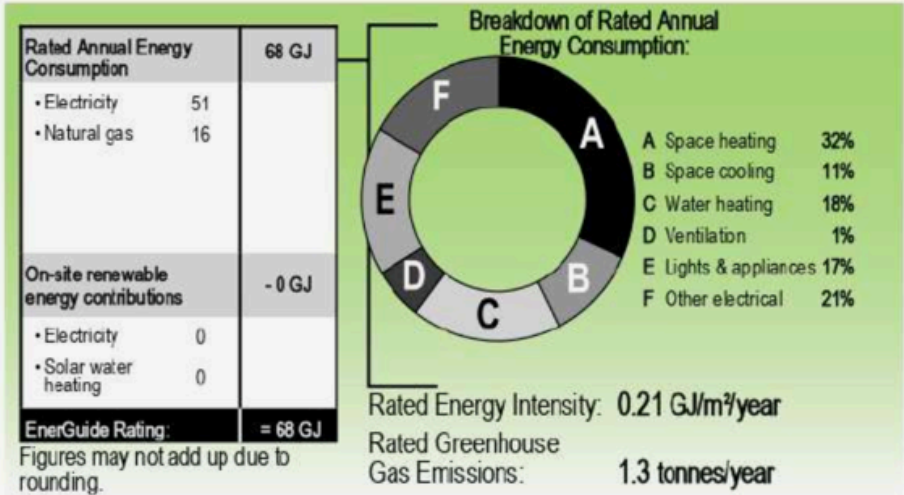 Rated Annual Energy
Consumption
68 GJ
• Electricity 51
• Natural gas 16
On-site renewable
energy contributions
- 0 GJ
• Electricity 0
• Solar water
heating 0
EnerGuide Rating: = 68 GJ
Figures may not add up due to
rounding.
Breakdown of Rated Annual
Energy Consumption:
A
B
C
D
E
F
A Space heating 32%
B Space cooling 11%
C Water heating 18%
D Ventilation 1%
E Lights & appliances 17%
F Other electrical 21%
Rated Energy Intensity: 0.21 GJ/m²/year
Rated Greenhouse
Gas Emissions: 1.3 tonnes/year